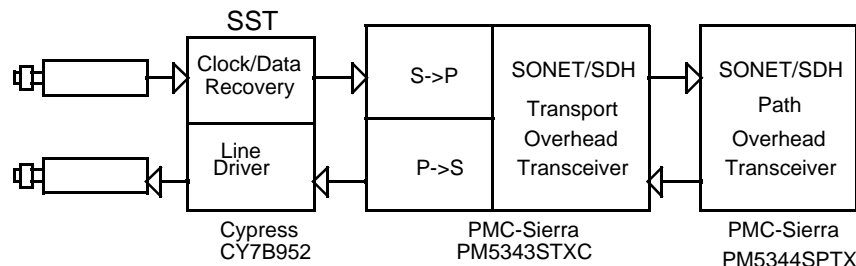 SST
Clock/Data
Recovery
Line
Driver
Cypress
CY7B952
S->P
P->S
SONET/SDH
Transport
Overhead
Transceiver
PMC-Sierra
PM5343STXC
SONET/SDH
Path
Overhead
Transceiver
PMC-Sierra
PM5344SPTX